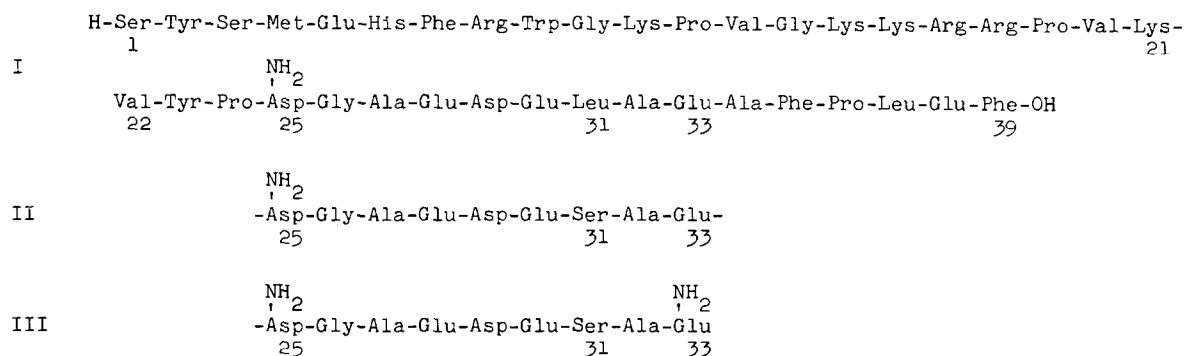 H-Ser-Tyr-Ser-Met-Glu-His-Phe-Arg-Trp-Gly-Lys-Pro-Val-Gly-Lys-Lys-Arg-Arg-Pro-Val-Lys-
1 21
I NH2
Val-Tyr-Pro-Asp-Gly-Ala-Glu-Asp-Glu-Leu-Ala-Glu-Ala-Phe-Pro-Leu-Glu-Phe-OH
22 25 31 33 39
NH2
II -Asp-Gly-Ala-Glu-Asp-Glu-Ser-Ala-Glu-
25 31 33
NH2 NH2
III -Asp-Gly-Ala-Glu-Asp-Glu-Ser-Ala-Glu
25 31 33